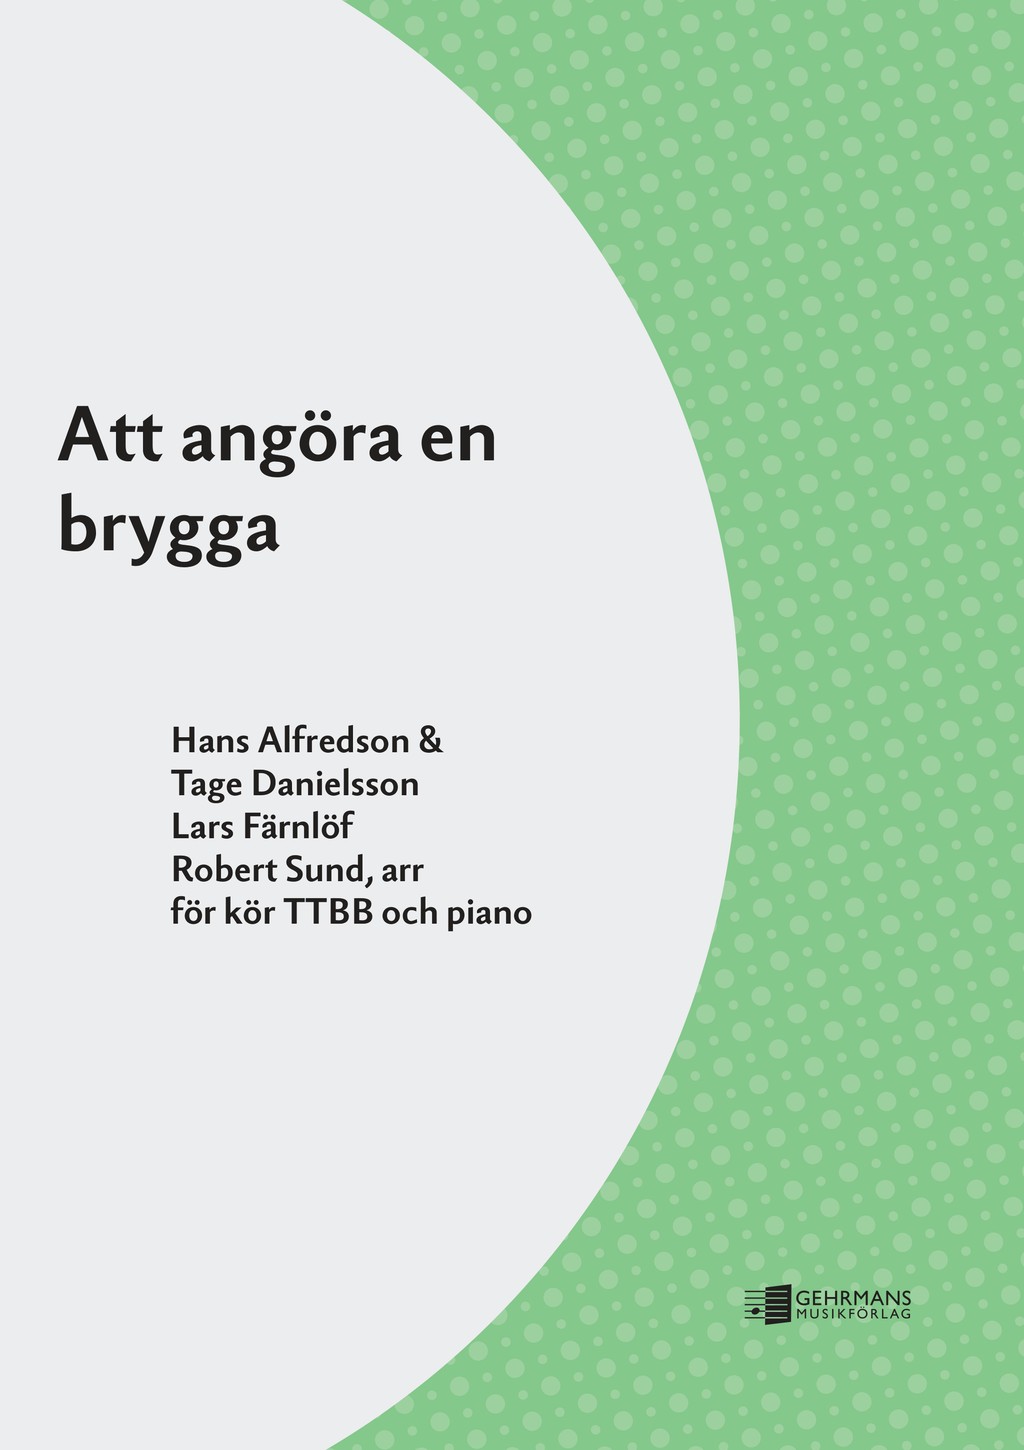 Att angöra en
brygga
Hans Alfredson &
Tage Danielsson
Lars Färnlöf
Robert Sund, arr
för kör TTBB och piano
GEHRMANS
MUSIKFÖRLAG